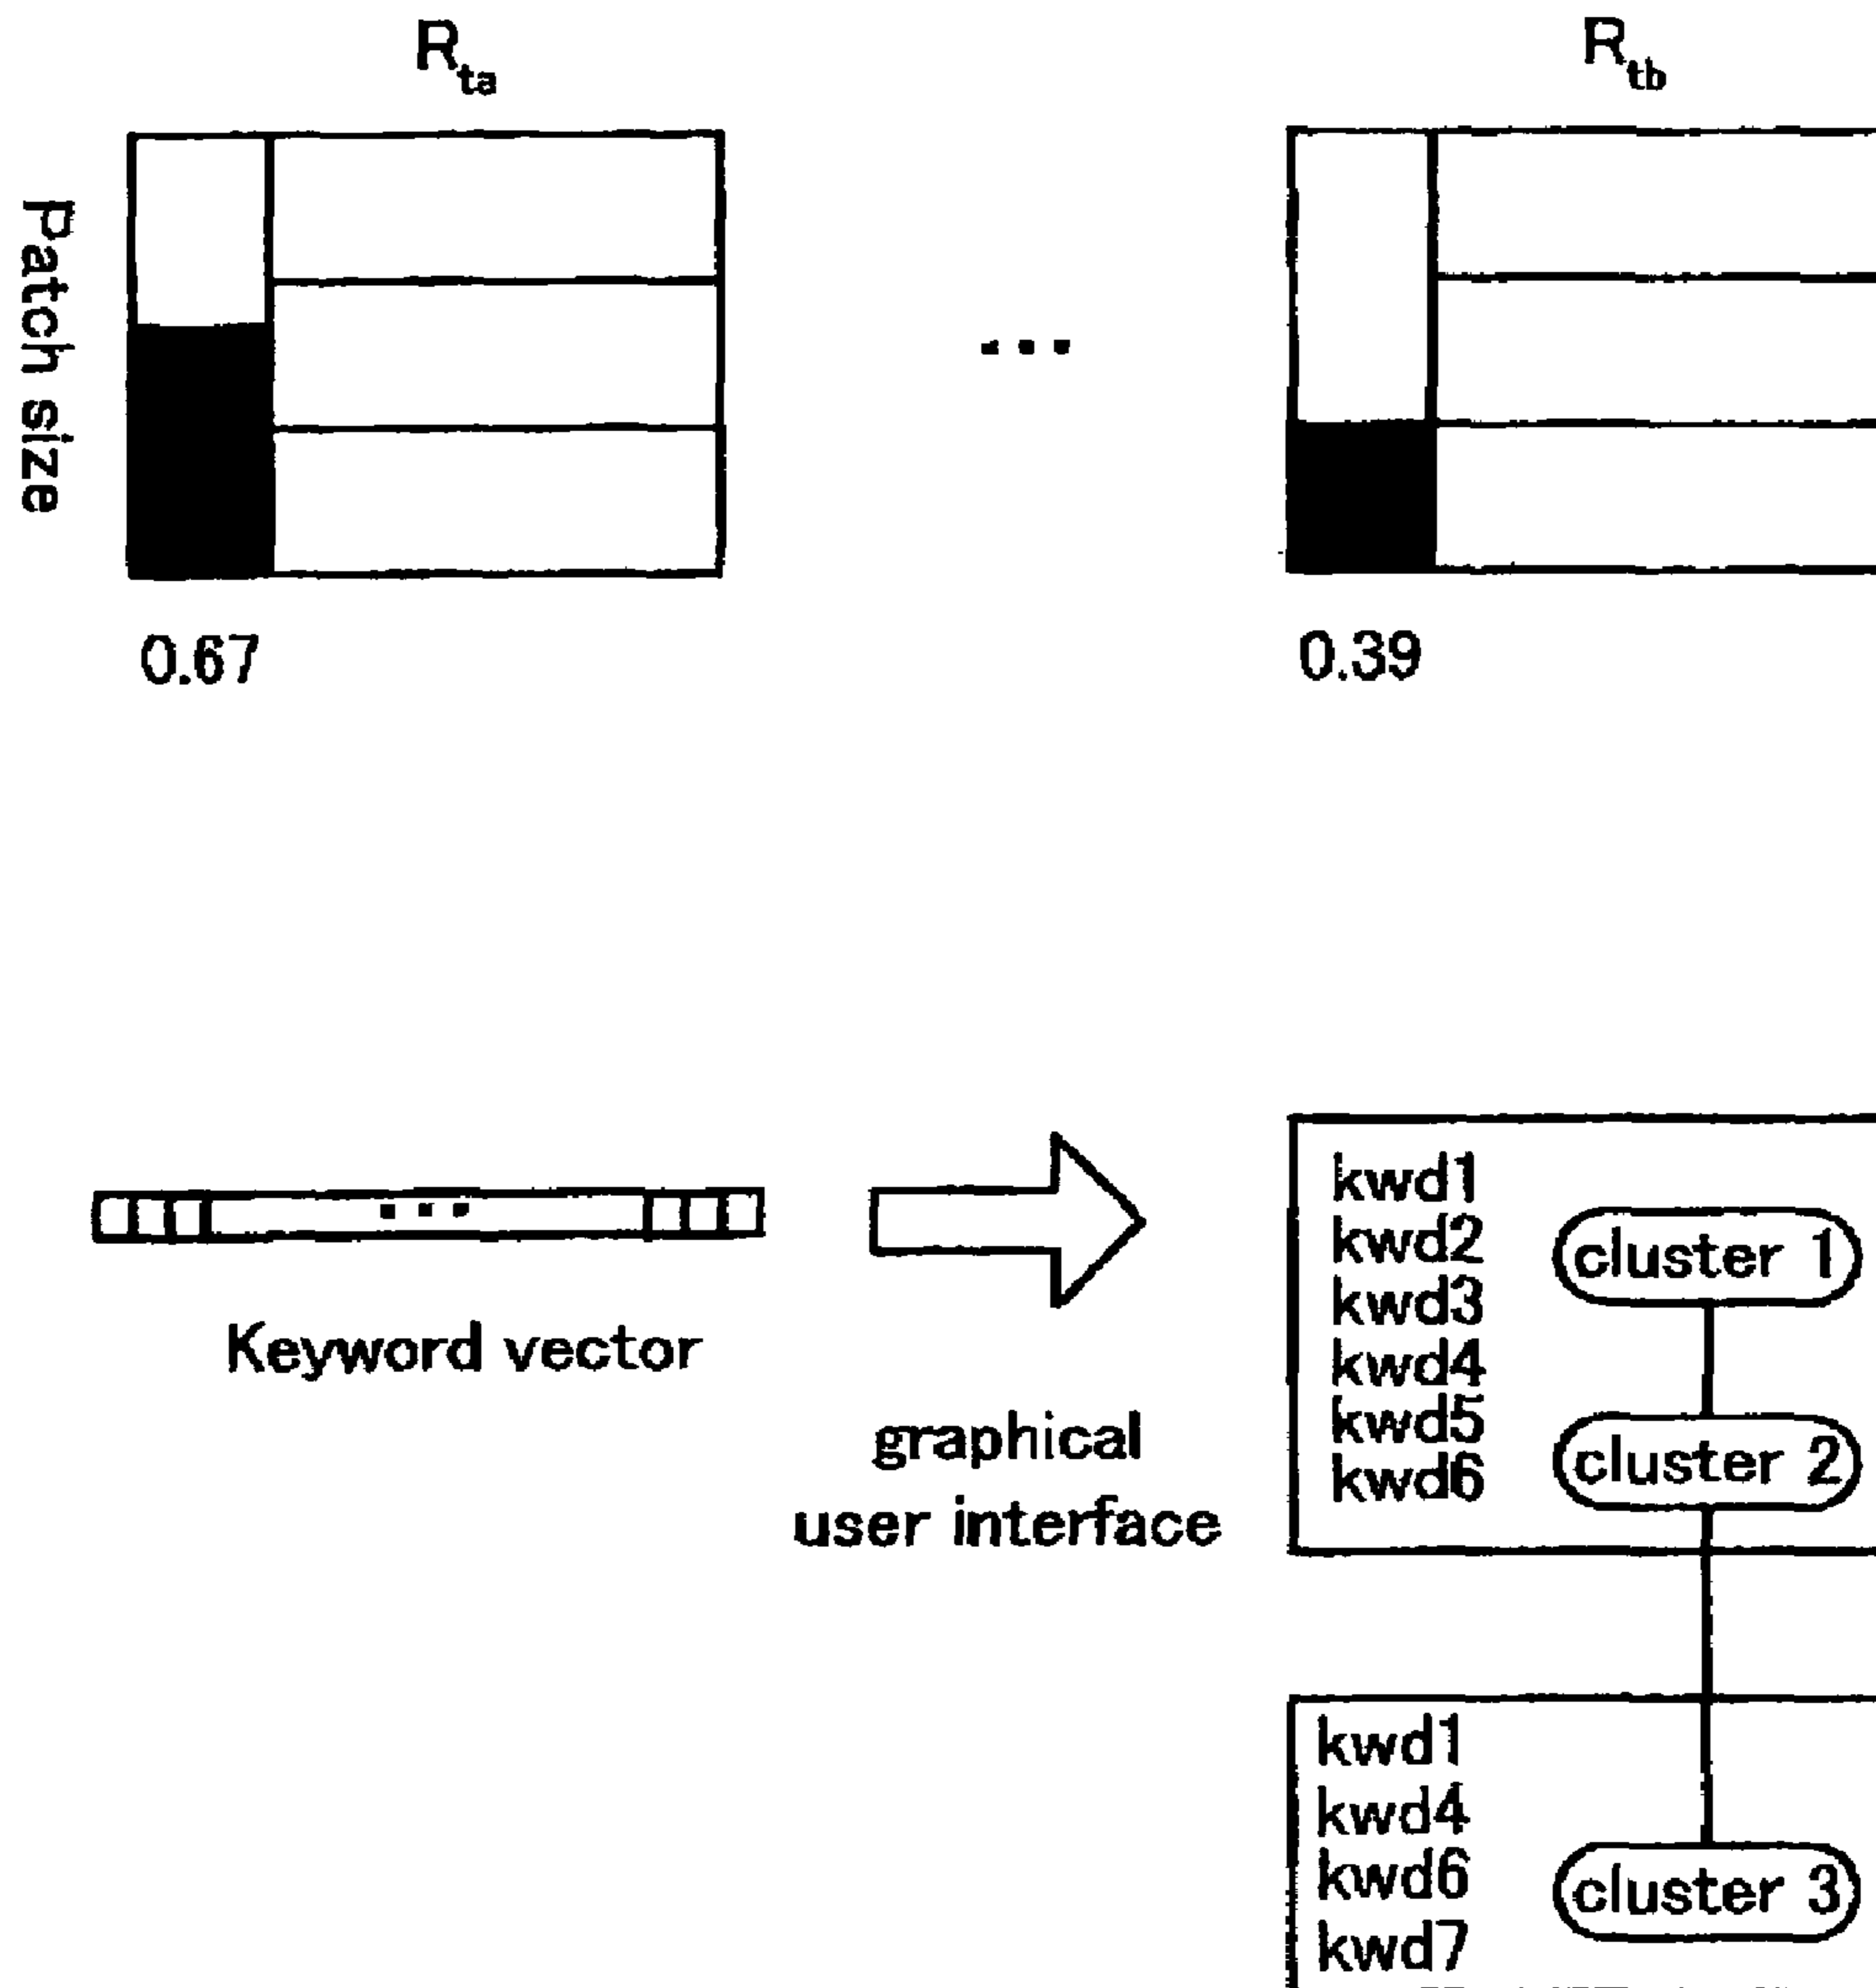 R_ta
R_tb
Patch size
0.67
0.39
...
kwd1
kwd2
kwd3
kwd4
kwd5
kwd6
cluster 1
cluster 2
Keyword vector
graphical
user interface
kwd1
kwd4
kwd6
kwd7
cluster 3